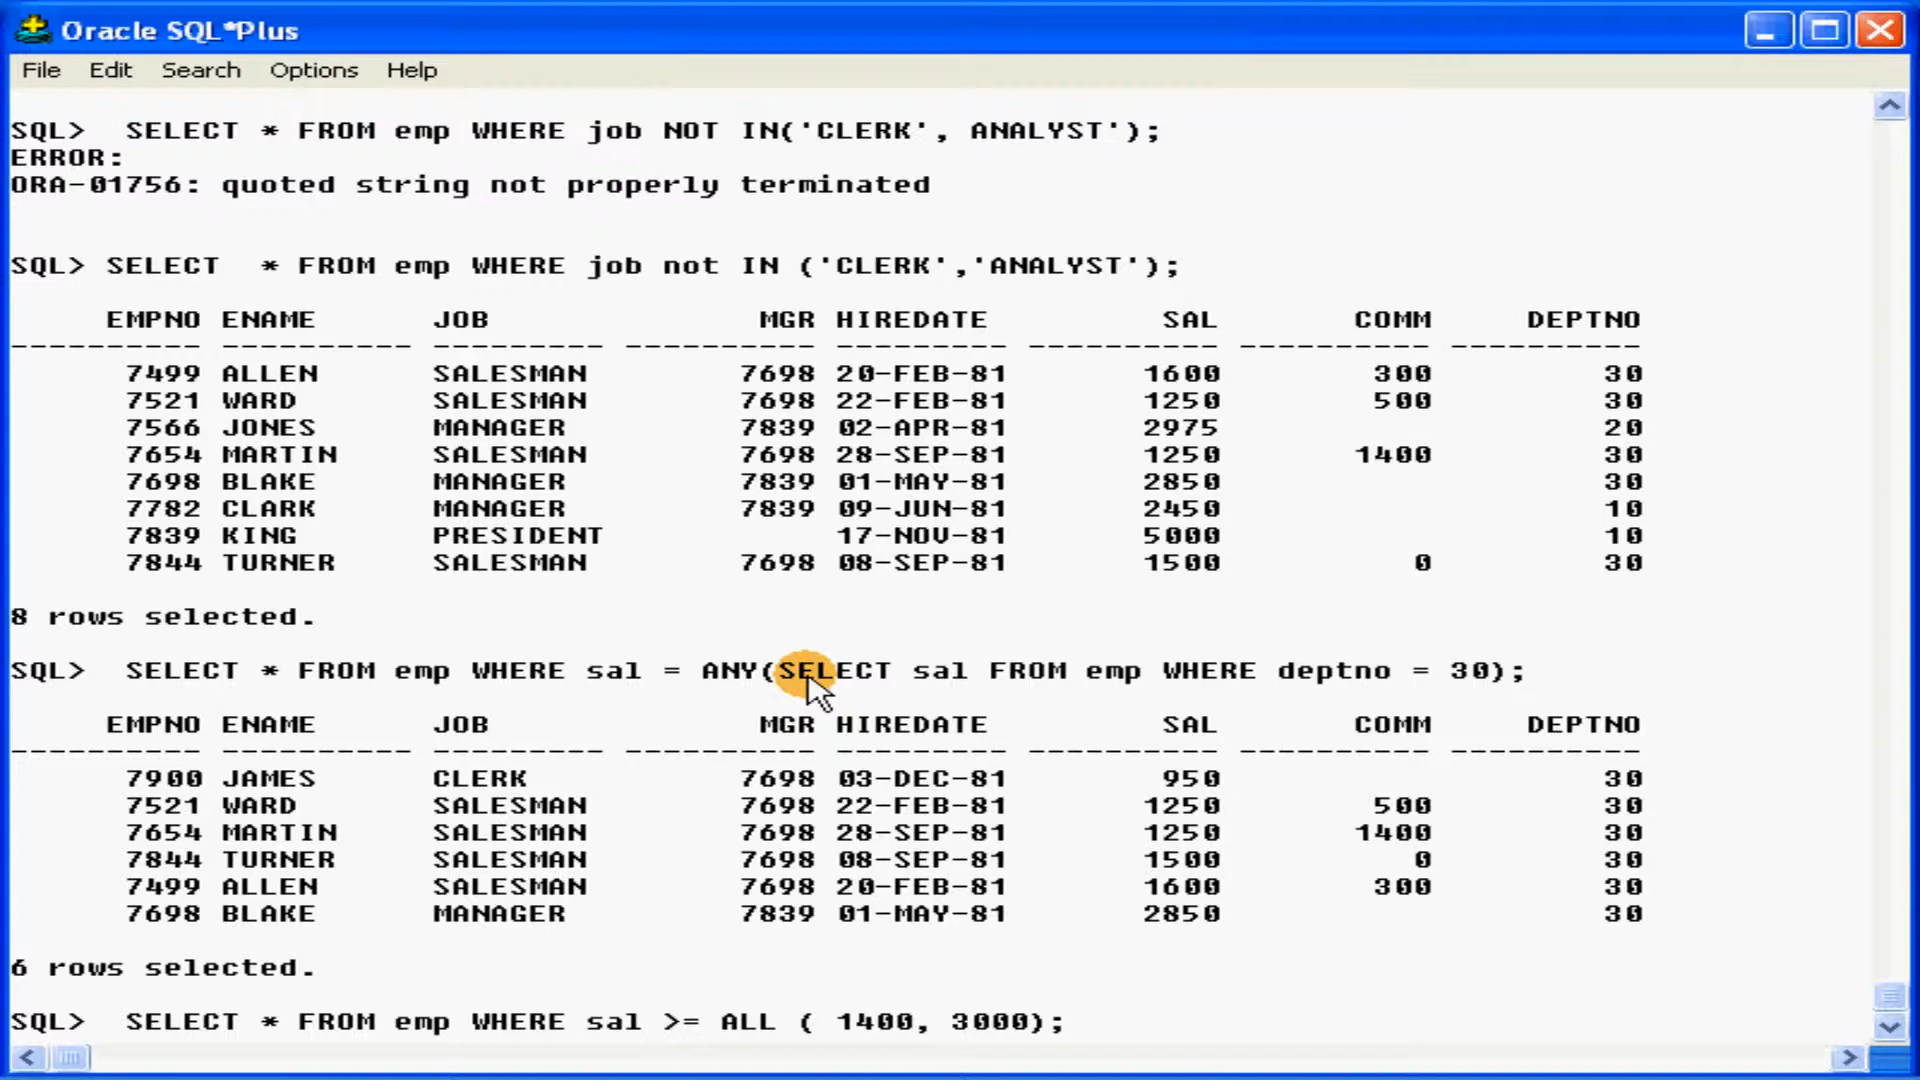 Oracle SQL*Plus
File Edit Search Options Help
SQL>  SELECT * FROM emp WHERE job NOT IN('CLERK', ANALYST');
ERROR:
ORA-01756: quoted string not properly terminated
SQL> SELECT  * FROM emp WHERE job not IN ('CLERK','ANALYST');
     EMPNO ENAME      JOB              MGR HIREDATE         SAL       COMM     DEPTNO
---------- ---------- --------- ---------- --------- ---------- ---------- ----------
      7499 ALLEN      SALESMAN        7698 20-FEB-81       1600        300         30
      7521 WARD       SALESMAN        7698 22-FEB-81       1250        500         30
      7566 JONES      MANAGER         7839 02-APR-81       2975                    20
      7654 MARTIN     SALESMAN        7698 28-SEP-81       1250       1400         30
      7698 BLAKE      MANAGER         7839 01-MAY-81       2850                    30
      7782 CLARK      MANAGER         7839 09-JUN-81       2450                    10
      7839 KING       PRESIDENT            17-NOV-81       5000                    10
      7844 TURNER     SALESMAN        7698 08-SEP-81       1500          0         30
8 rows selected.
SQL>  SELECT * FROM emp WHERE sal = ANY(SELECT sal FROM emp WHERE deptno = 30);
     EMPNO ENAME      JOB              MGR HIREDATE         SAL       COMM     DEPTNO
---------- ---------- --------- ---------- --------- ---------- ---------- ----------
      7900 JAMES      CLERK           7698 03-DEC-81        950                    30
      7521 WARD       SALESMAN        7698 22-FEB-81       1250        500         30
      7654 MARTIN     SALESMAN        7698 28-SEP-81       1250       1400         30
      7844 TURNER     SALESMAN        7698 08-SEP-81       1500          0         30
      7499 ALLEN      SALESMAN        7698 20-FEB-81       1600        300         30
      7698 BLAKE      MANAGER         7839 01-MAY-81       2850                    30
6 rows selected.
SQL>  SELECT * FROM emp WHERE sal >= ALL ( 1400, 3000);